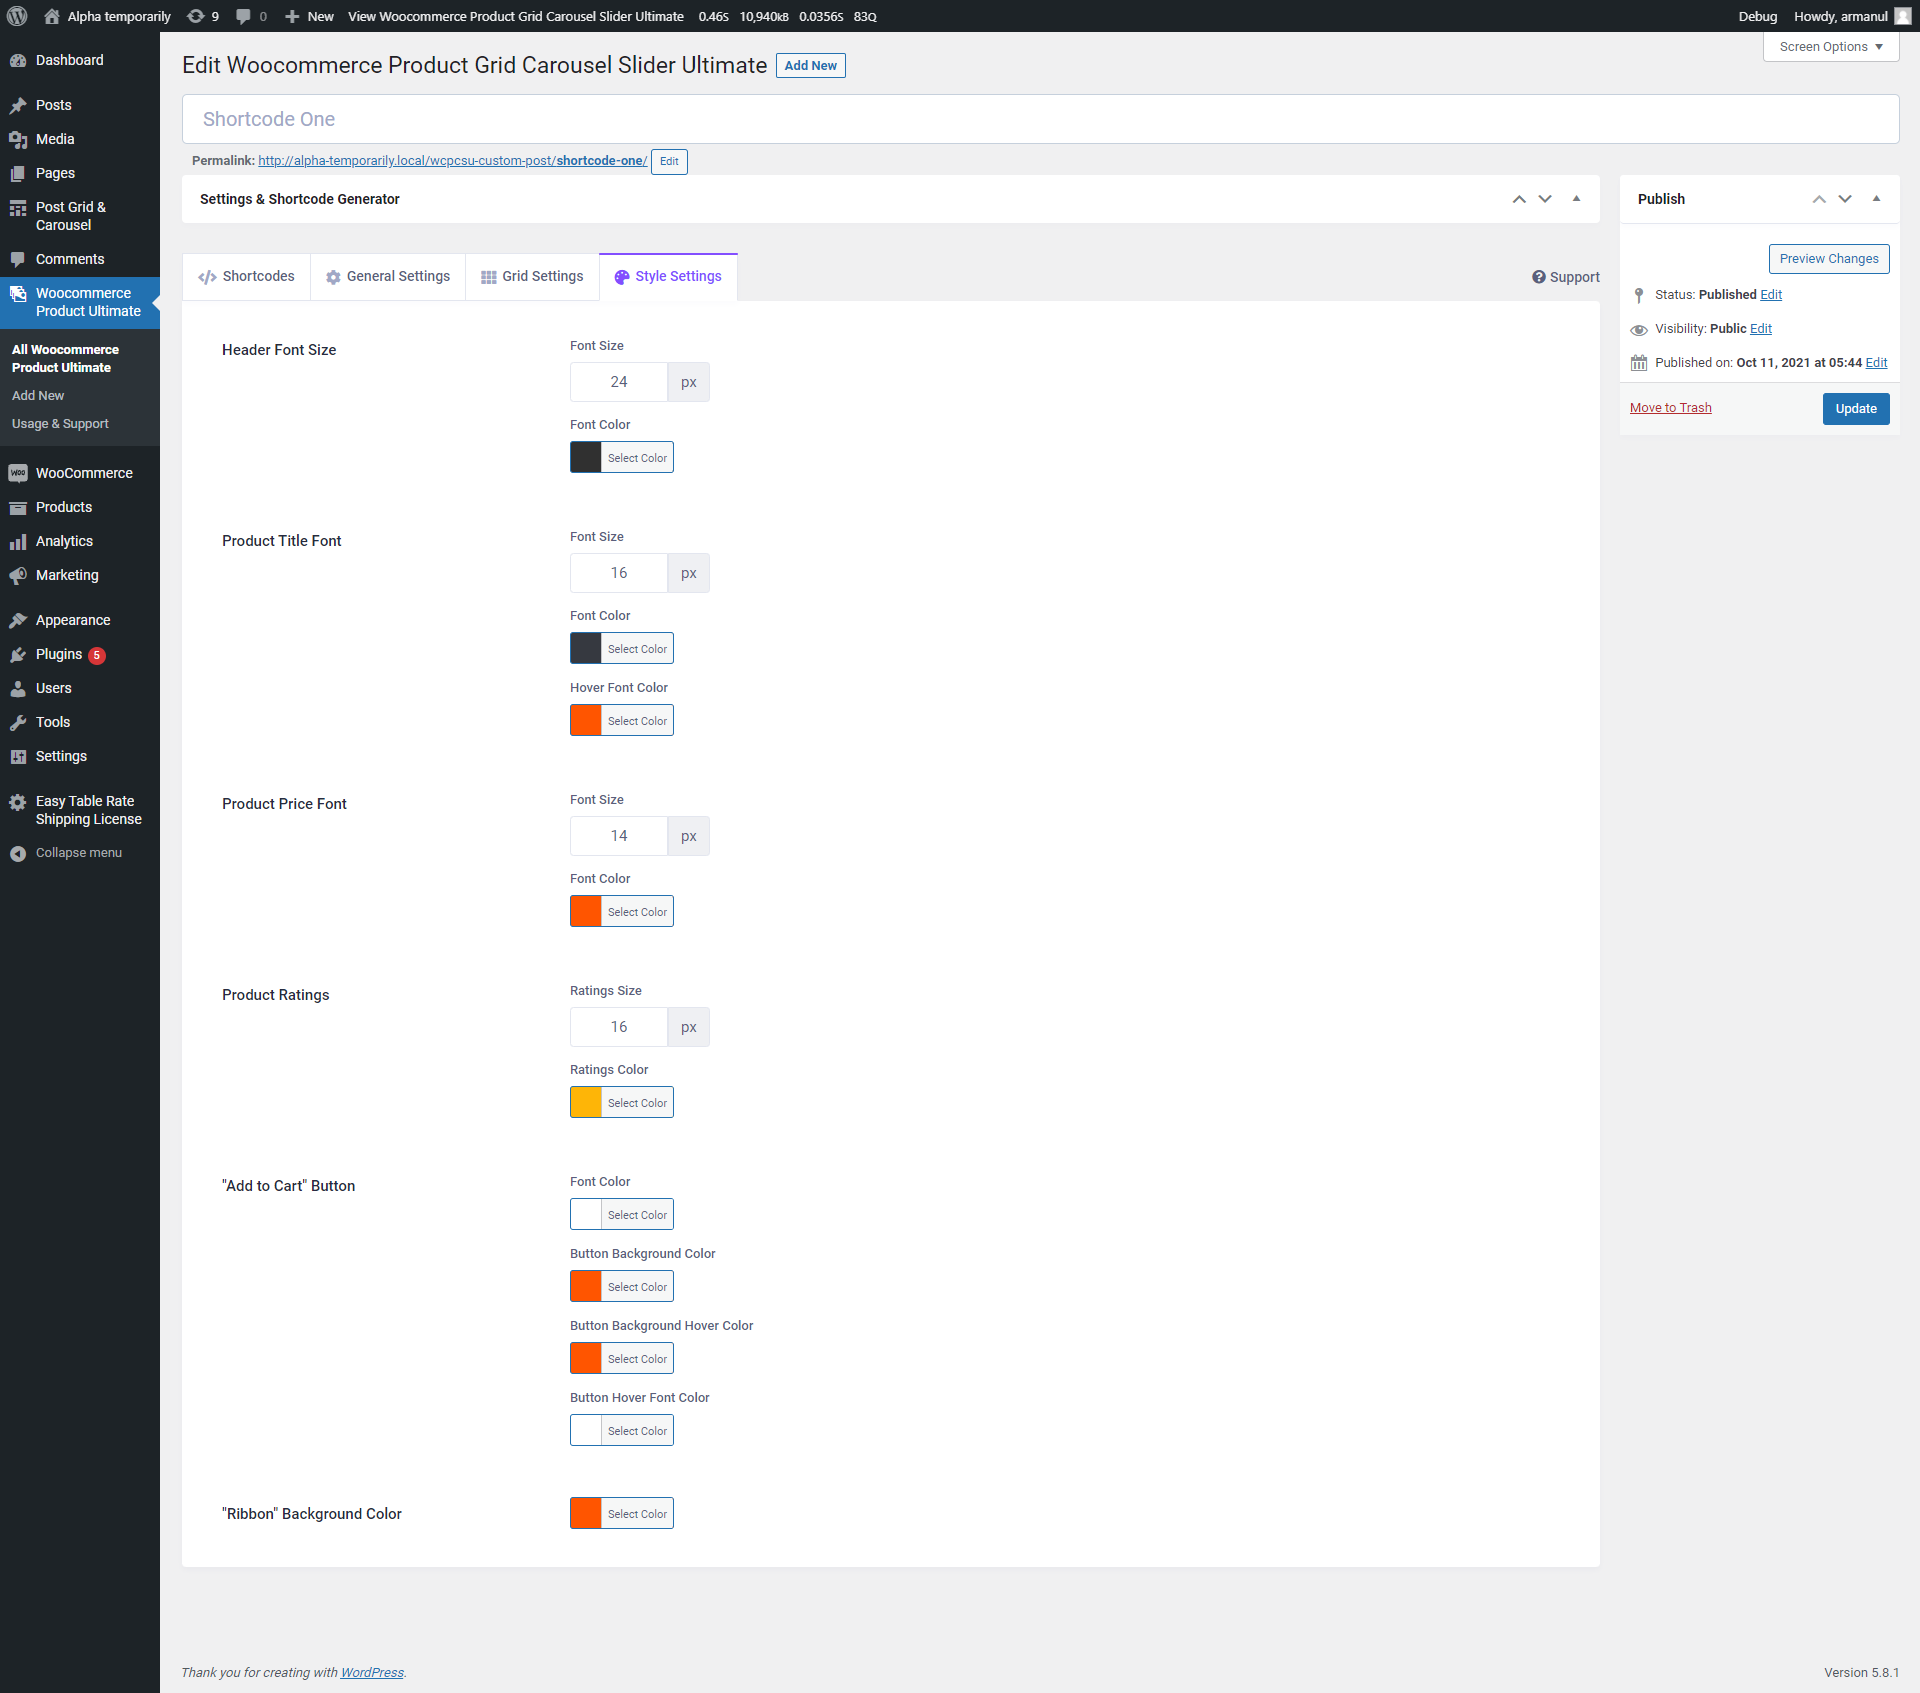 Alpha temporarily 9 0 New View Woocommerce Product Grid Carousel Slider Ultimate 0.46S 10,940KB 0.0356S 83Q Debug Howdy, armanul
Dashboard
Posts
Media
Pages
Post Grid &
Carousel
Comments
Woocommerce
Product Ultimate
All Woocommerce
Product Ultimate
Add New
Usage & Support
WOO WooCommerce
Products
Analytics
Marketing
Appearance
Plugins 5
Users
Tools
Settings
Easy Table Rate
Shipping License
Collapse menu
Screen Options
Edit Woocommerce Product Grid Carousel Slider Ultimate Add New
Shortcode One
Permalink: http://alpha-temporarily.local/wcpcsu-custom-post/shortcode-one/ Edit
Settings & Shortcode Generator
Shortcodes General Settings Grid Settings Style Settings Support
Header Font Size
Font Size
24 px
Font Color
Select Color
Product Title Font
Font Size
16 px
Font Color
Select Color
Hover Font Color
Select Color
Product Price Font
Font Size
14 px
Font Color
Select Color
Product Ratings
Ratings Size
16 px
Ratings Color
Select Color
"Add to Cart" Button
Font Color
Select Color
Button Background Color
Select Color
Button Background Hover Color
Select Color
Button Hover Font Color
Select Color
"Ribbon" Background Color
Select Color
Publish
Preview Changes
Status: Published Edit
Visibility: Public Edit
Published on: Oct 11, 2021 at 05:44 Edit
Move to Trash Update
Thank you for creating with WordPress.
Version 5.8.1